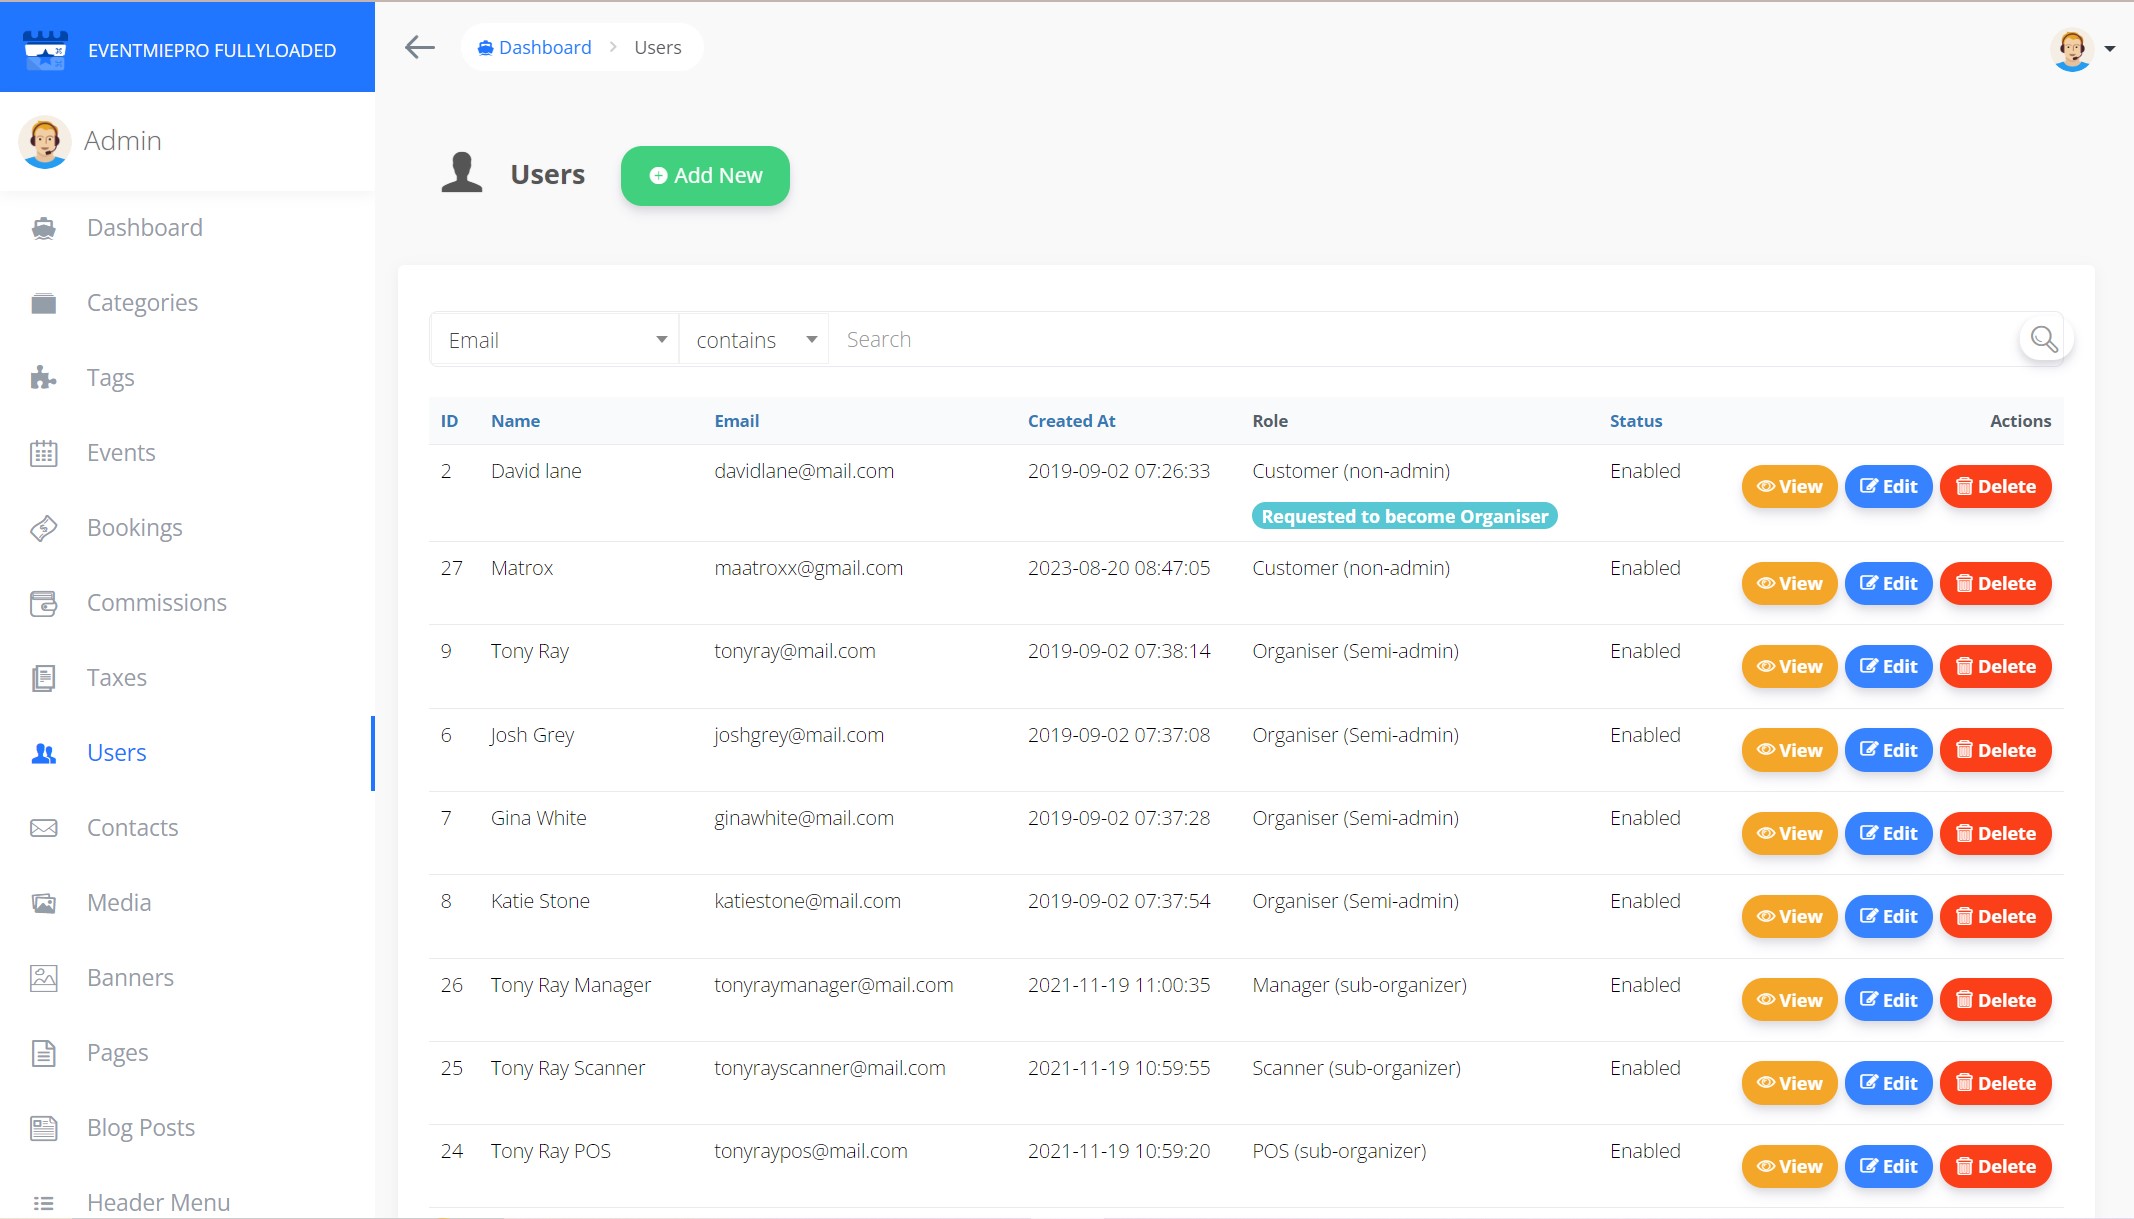 EVENTMIEPRO FULLYLOADED
Dashboard > Users
Admin
Dashboard
Categories
Tags
Events
Bookings
Commissions
Taxes
Users
Contacts
Media
Banners
Pages
Blog Posts
Header Menu
Users Add New
Email contains Search
ID Name Email Created At Role Status Actions
2 David lane davidlane@mail.com 2019-09-02 07:26:33 Customer (non-admin) Enabled View Edit Delete
Requested to become Organiser
27 Matrox maatroxx@gmail.com 2023-08-20 08:47:05 Customer (non-admin) Enabled View Edit Delete
9 Tony Ray tonyray@mail.com 2019-09-02 07:38:14 Organiser (Semi-admin) Enabled View Edit Delete
6 Josh Grey joshgrey@mail.com 2019-09-02 07:37:08 Organiser (Semi-admin) Enabled View Edit Delete
7 Gina White ginawhite@mail.com 2019-09-02 07:37:28 Organiser (Semi-admin) Enabled View Edit Delete
8 Katie Stone katiestone@mail.com 2019-09-02 07:37:54 Organiser (Semi-admin) Enabled View Edit Delete
26 Tony Ray Manager tonyraymanager@mail.com 2021-11-19 11:00:35 Manager (sub-organizer) Enabled View Edit Delete
25 Tony Ray Scanner tonyrayscanner@mail.com 2021-11-19 10:59:55 Scanner (sub-organizer) Enabled View Edit Delete
24 Tony Ray POS tonyraypos@mail.com 2021-11-19 10:59:20 POS (sub-organizer) Enabled View Edit Delete